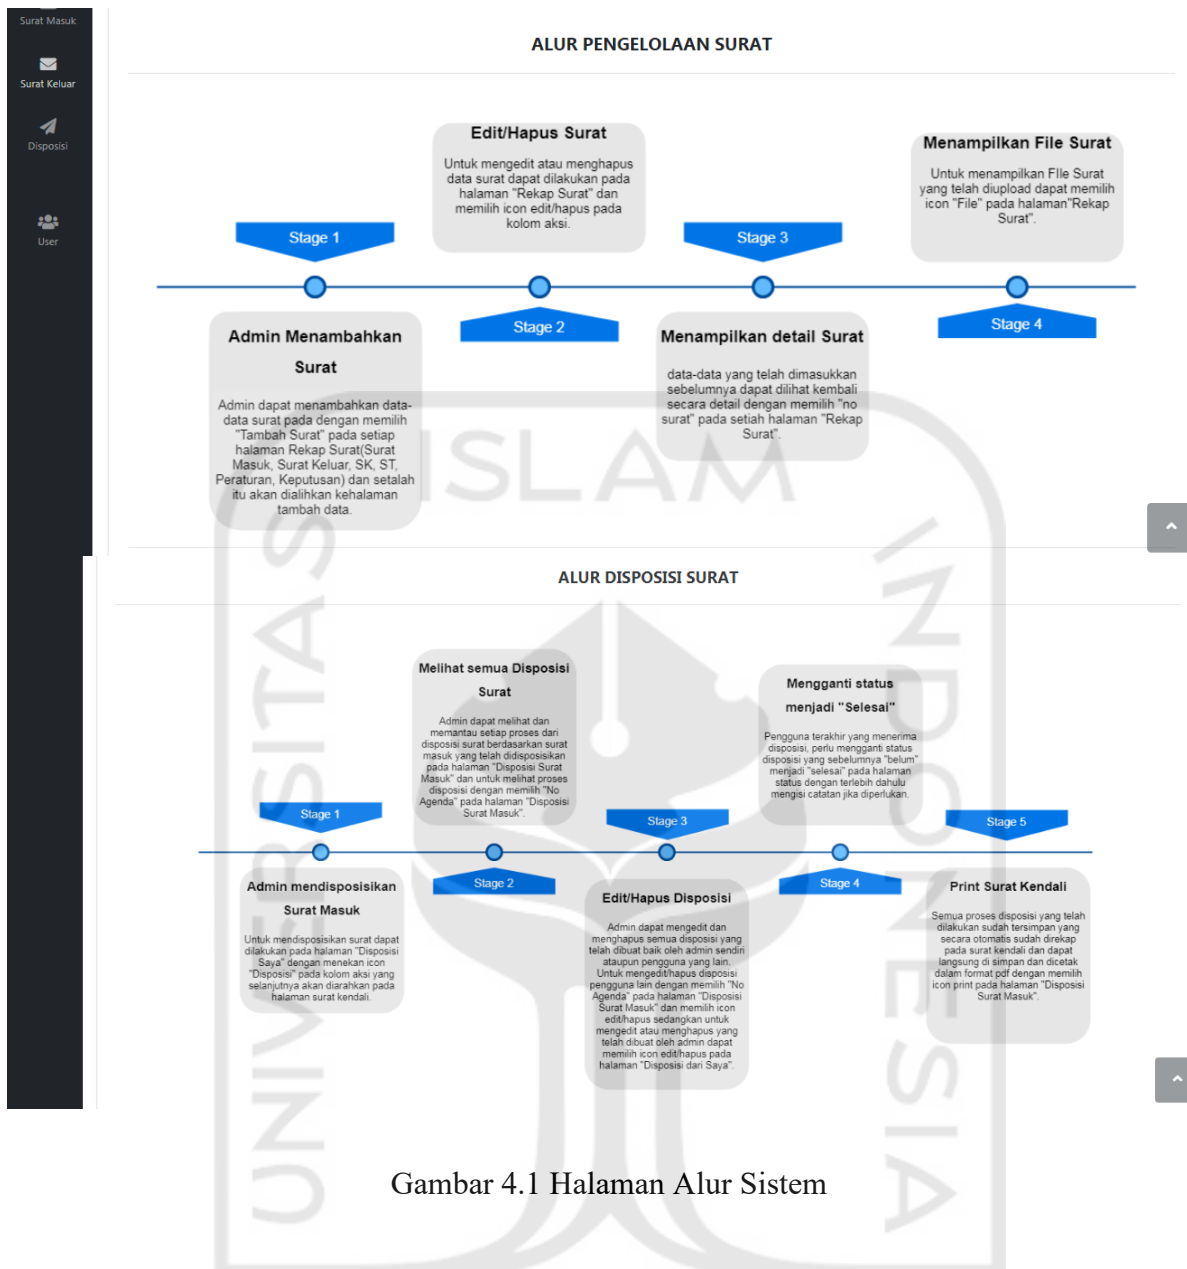 Surat Masuk
Surat Keluar
Disposisi
User
ALUR PENGELOLAAN SURAT
Stage 1
Admin Menambahkan
Surat
Admin dapat menambahkan data-
data surat pada dengan memilih
"Tambah Surat" pada setiap
halaman Rekap Surat(Surat
Masuk, Surat Keluar, SK, ST,
Peraturan, Keputusan) dan setalah
itu akan dialihkan kehalaman
tambah data.
Edit/Hapus Surat
Untuk mengedit atau menghapus
data surat dapat dilakukan pada
halaman "Rekap Surat" dan
memilih icon edit/hapus pada
kolom aksi.
Stage 2
Stage 3
Menampilkan detail Surat
data-data yang telah dimasukkan
sebelumnya dapat dilihat kembali
secara detail dengan memilih "no
surat" pada setiah halaman "Rekap
Surat".
Menampilkan File Surat
Untuk menampilkan FIle Surat
yang telah diupload dapat memilih
icon "File" pada halaman"Rekap
Surat".
Stage 4
ALUR DISPOSISI SURAT
Stage 1
Admin mendisposisikan
Surat Masuk
Untuk mendisposisikan surat dapat
dilakukan pada halaman "Disposisi
Saya" dengan menekan icon
"Disposisi" pada kolom aksi yang
selanjutnya akan diarahkan pada
halaman surat kendali.
Melihat semua Disposisi
Surat
Admin dapat melihat dan
memantau setiap proses dari
disposisi surat berdasarkan surat
masuk yang telah didisposisikan
pada halaman "Disposisi Surat
Masuk" dan untuk melihat proses
disposisi dengan memilih "No
Agenda" pada halaman "Disposisi
Surat Masuk".
Stage 2
Stage 3
Edit/Hapus Disposisi
Admin dapat mengedit dan
menghapus semua disposisi yang
telah dibuat baik oleh admin sendiri
ataupun pengguna yang lain.
Untuk mengedit/hapus disposisi
pengguna lain dengan memilih "No
Agenda" pada halaman "Disposisi
Surat Masuk" dan memilih icon
edit/hapus sedangkan untuk
mengedit atau menghapus yang
telah dibuat oleh admin dapat
memilih icon edit/hapus pada
halaman "Disposisi dari Saya".
Mengganti status
menjadi "Selesai"
Pengguna terakhir yang menerima
disposisi, perlu mengganti status
disposisi yang sebelumnya "belum"
menjadi "selesai" pada halaman
status dengan terlebih dahulu
mengisi catatan jika diperlukan.
Stage 4
Stage 5
Print Surat Kendali
Semua proses disposisi yang telah
dilakukan sudah tersimpan yang
secara otomatis sudah direkap
pada surat kendali dan dapat
langsung di simpan dan dicetak
dalam format pdf dengan memilih
icon print pada halaman "Disposisi
Surat Masuk".
Gambar 4.1 Halaman Alur Sistem
UNIVERSITAS
ISLAM
INDONESIA